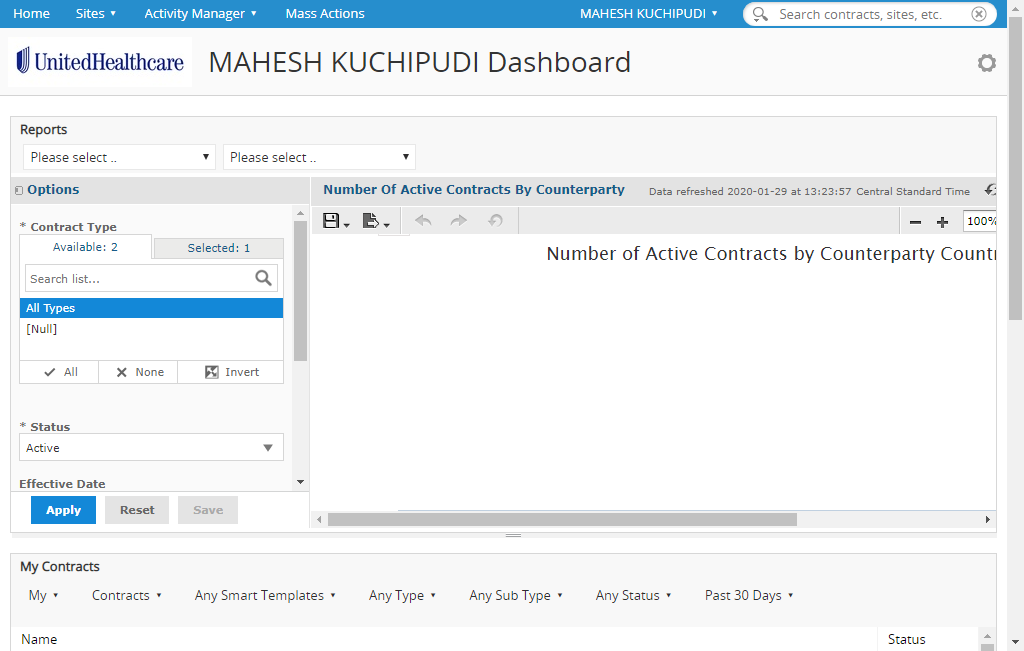 Home Sites Activity Manager Mass Actions MAHESH KUCHIPUDI Search contracts, sites, etc.
UnitedHealthcare MAHESH KUCHIPUDI Dashboard
Reports
Please select .. Please select ..
Options
Number Of Active Contracts By Counterparty Data refreshed 2020-01-29 at 13:23:57 Central Standard Time
* Contract Type
100%
Available: 2 Selected: 1
Number of Active Contracts by Counterparty Countr
Search list...
All Types
[Null]
All None Invert
* Status
Active
Effective Date
Apply Reset Save
My Contracts
My Contracts Any Smart Templates Any Type Any Sub Type Any Status Past 30 Days
Name Status